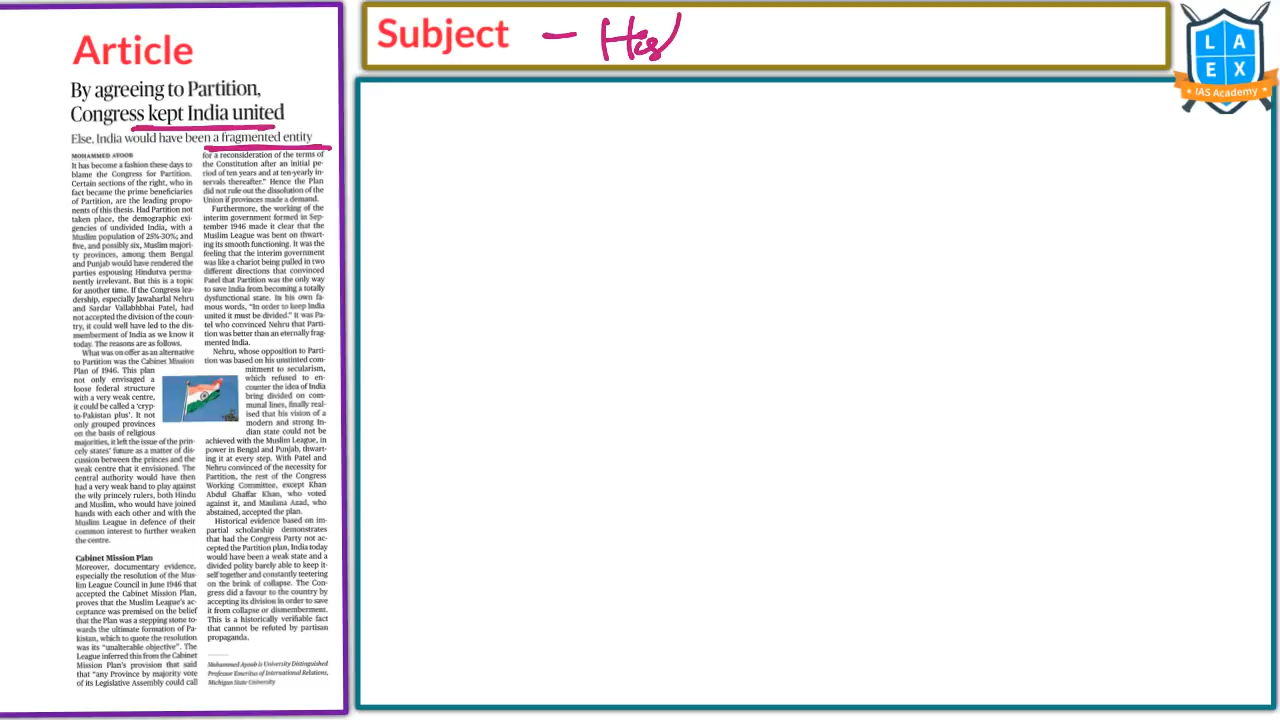 Article
By agreeing to Partition,
Congress kept India united
Else, India would have been a fragmented entity
MOHAMMED AYOOB
It has become a fashion these days to
blame the Congress for Partition.
Certain sections of the right, who in
fact became the prime beneficiaries
of Partition, are the leading propo-
nents of this thesis. Had Partition not
taken place, the demographic exi-
gencies of undivided India, with a
Muslim population of 25%-30%; and
five, and possibly six, Muslim majori-
ty provinces, among them Bengal
and Punjab would have rendered the
parties espousing Hindutva perma-
nently irrelevant. But this is a topic
for another time. If the Congress lea-
dership, especially Jawaharlal Nehru
and Sardar Vallabhbhai Patel, had
not accepted the division of the coun-
try, it could well have led to the dis-
memberment of India as we know it
today. The reasons are as follows.
What was on offer as an alternative
to Partition was the Cabinet Mission
Plan of 1946. This plan
not only envisaged a
loose federal structure
with a very weak centre,
it could be called a 'cryp-
to-Pakistan plus'. It not
only grouped provinces
on the basis of religious
majorities, it left the issue of the prin-
cely states' future as a matter of dis-
cussion between the princes and the
weak centre that it envisioned. The
central authority would have then
had a very weak hand to play against
the wily princely rulers, both Hindu
and Muslim, who would have joined
hands with each other and with the
Muslim League in defence of their
common interest to further weaken
the centre.
Cabinet Mission Plan
Moreover, documentary evidence,
especially the resolution of the Mus-
lim League Council in June 1946 that
accepted the Cabinet Mission Plan,
proves that the Muslim League's ac-
ceptance was premised on the belief
that the Plan was a stepping stone to-
wards the ultimate formation of Pa-
kistan, which to quote the resolution
was its "unalterable objective". The
League inferred this from the Cabinet
Mission Plan's provision that said
that "any Province by majority vote
of its Legislative Assembly could call
for a reconsideration of the terms of
the Constitution after an initial pe-
riod of ten years and at ten-yearly in-
tervals thereafter." Hence the Plan
did not rule out the dissolution of the
Union if provinces made a demand.
Furthermore, the working of the
interim government formed in Sep-
tember 1946 made it clear that the
Muslim League was bent on thwart-
ing its smooth functioning. It was the
feeling that the interim government
was like a chariot being pulled in two
different directions that convinced
Patel that Partition was the only way
to save India from becoming a totally
dysfunctional state. In his own fa-
mous words, "In order to keep India
united it must be divided." It was Pa-
tel who convinced Nehru that Parti-
tion was better than an eternally frag-
mented India.
Nehru, whose opposition to Parti-
tion was based on his unstinted com-
mitment to secularism,
which refused to en-
counter the idea of India
bring divided on com-
munal lines, finally real-
ised that his vision of a
modern and strong In-
dian state could not be
achieved with the Muslim League, in
power in Bengal and Punjab, thwart-
ing it at every step. With Patel and
Nehru convinced of the necessity for
Partition, the rest of the Congress
Working Committee, except Khan
Abdul Ghaffar Khan, who voted
against it, and Maulana Azad, who
abstained, accepted the plan.
Historical evidence based on im-
partial scholarship demonstrates
that had the Congress Party not ac-
cepted the Partition plan, India today
would have been a weak state and a
divided polity barely able to keep it-
self together and constantly teetering
on the brink of collapse. The Con-
gress did a favour to the country by
accepting its division in order to save
it from collapse or dismemberment.
This is a historically verifiable fact
that cannot be refuted by partisan
propaganda.
Mohammed Ayoob is University Distinguished
Professor Emeritus of International Relations,
Michigan State University
Subject - His
L A
E X
IAS Academy